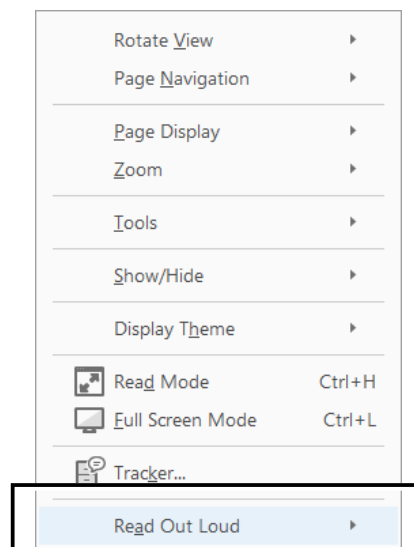 Rotate View
Page Navigation
Page Display
Zoom
Tools
Show/Hide
Display Theme
Read Mode Ctrl+H
Full Screen Mode Ctrl+L
Tracker...
Read Out Loud